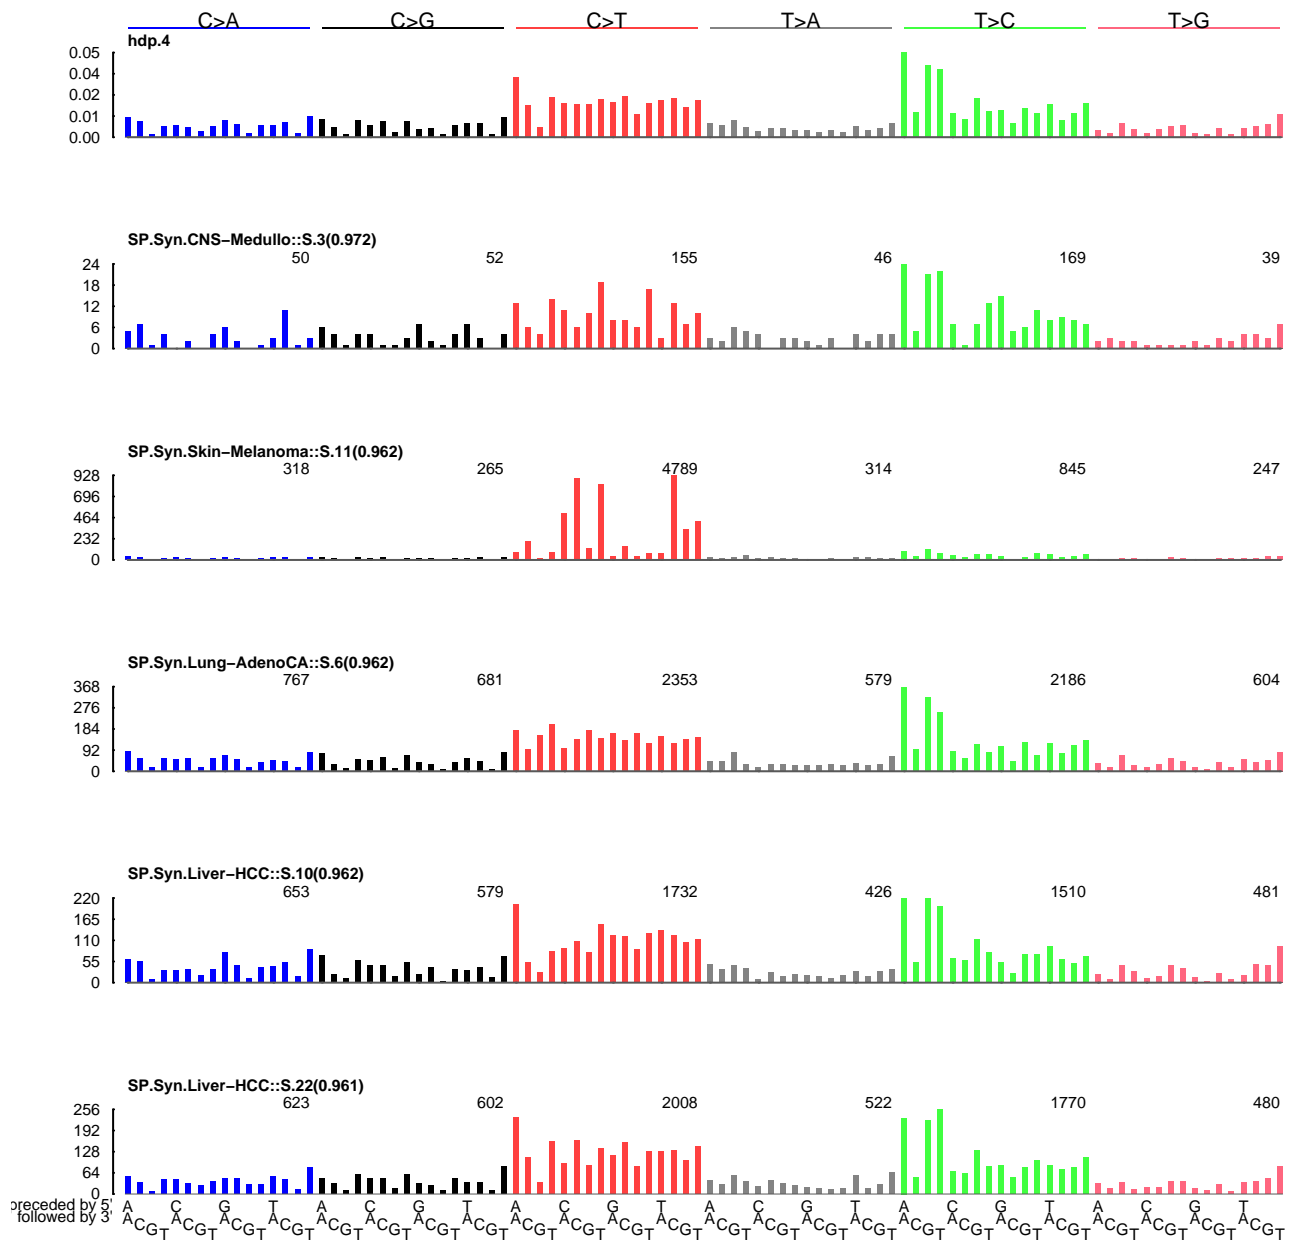 C>A C>G C>T T>A T>C T>G
hdp.4
0.05
0.04
0.02
0.01
0.00
SP.Syn.CNS−Medullo::S.3(0.972)
50 52 155 46 169 39
24
18
12
6
0
SP.Syn.Skin−Melanoma::S.11(0.962)
318 265 4789 314 845 247
928
696
464
232
0
SP.Syn.Lung−AdenoCA::S.6(0.962)
767 681 2353 579 2186 604
368
276
184
92
0
SP.Syn.Liver−HCC::S.10(0.962)
653 579 1732 426 1510 481
220
165
110
55
0
SP.Syn.Liver−HCC::S.22(0.961)
623 602 2008 522 1770 480
256
192
128
64
0
preceded by 5' A C G T A C G T A C G T A C G T A C G T A C G T
followed by 3' A C G T A C G T A C G T A C G T A C G T A C G T A C G T A C G T A C G T A C G T A C G T A C G T A C G T A C G T A C G T A C G T A C G T A C G T A C G T A C G T A C G T A C G T A C G T A C G T